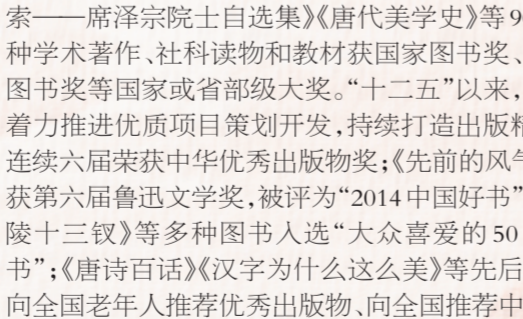 索——席泽宗院士自选集》《唐代美学史》等9
种学术著作、社科读物和教材获国家图书奖、
图书奖等国家或省部级大奖。“十二五”以来，
着力推进优质项目策划开发，持续打造出版精
连续六届荣获中华优秀出版物奖；《先前的风气
获第六届鲁迅文学奖，被评为“2014中国好书”
陵十三钗》等多种图书入选“大众喜爱的50
书”；《唐诗百话》《汉字为什么这么美》等先后
向全国老年人推荐优秀出版物、向全国推荐中